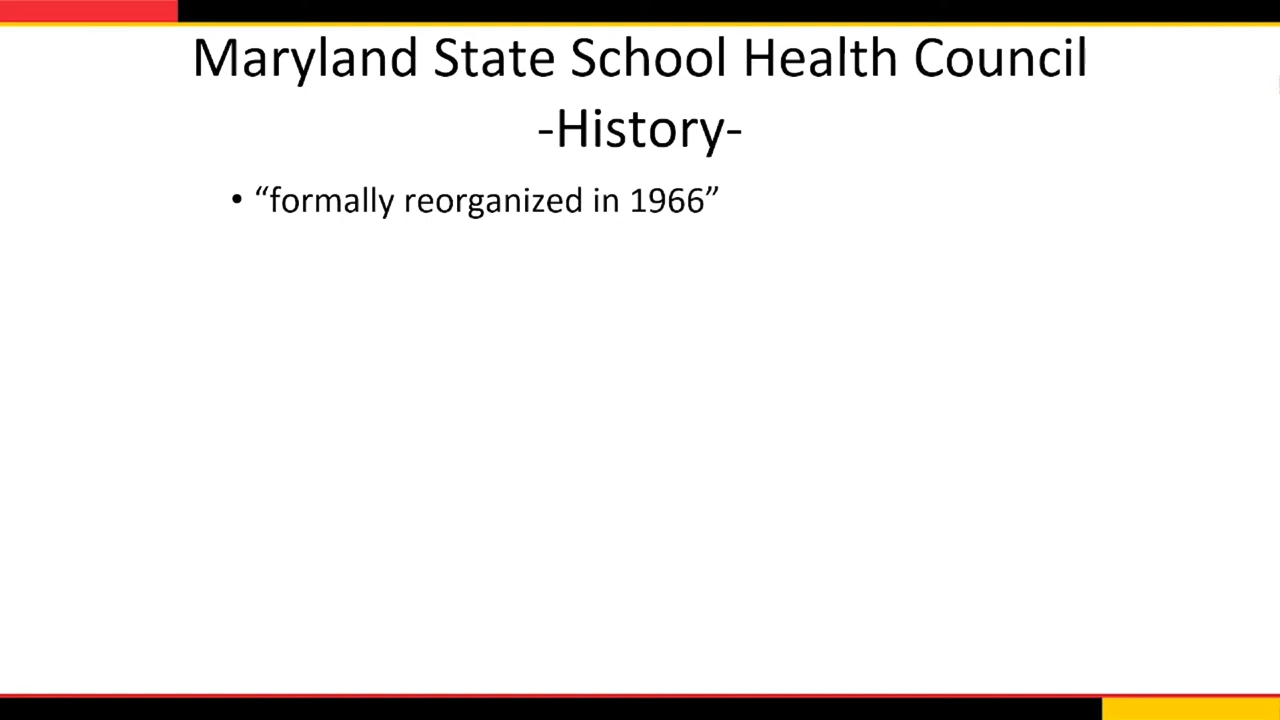 Maryland State School Health Council
-History-
• “formally reorganized in 1966”